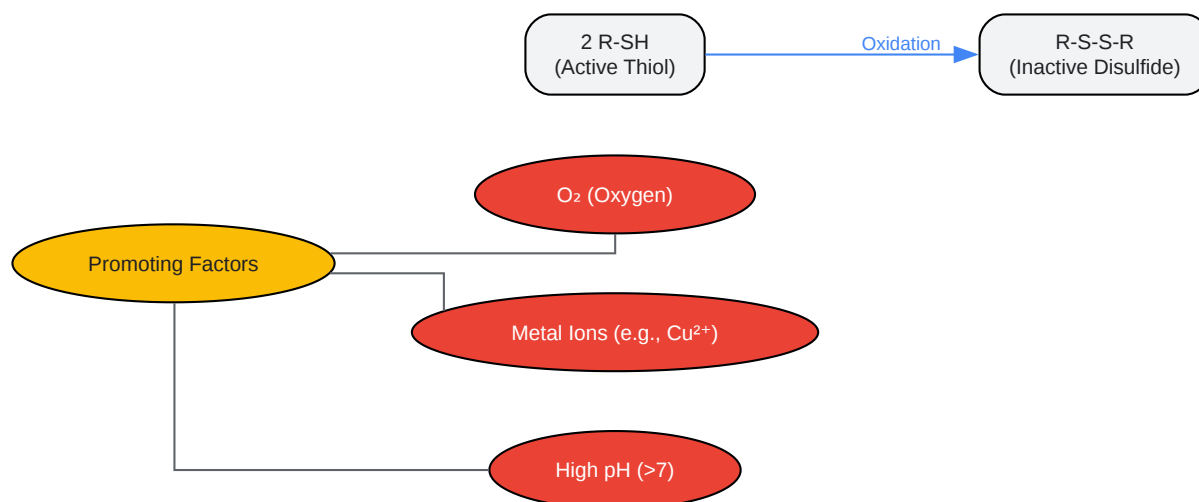 2 R-SH
(Active Thiol)
Oxidation
R-S-S-R
(Inactive Disulfide)
O₂ (Oxygen)
Promoting Factors
Metal Ions (e.g., Cu²⁺)
High pH (>7)